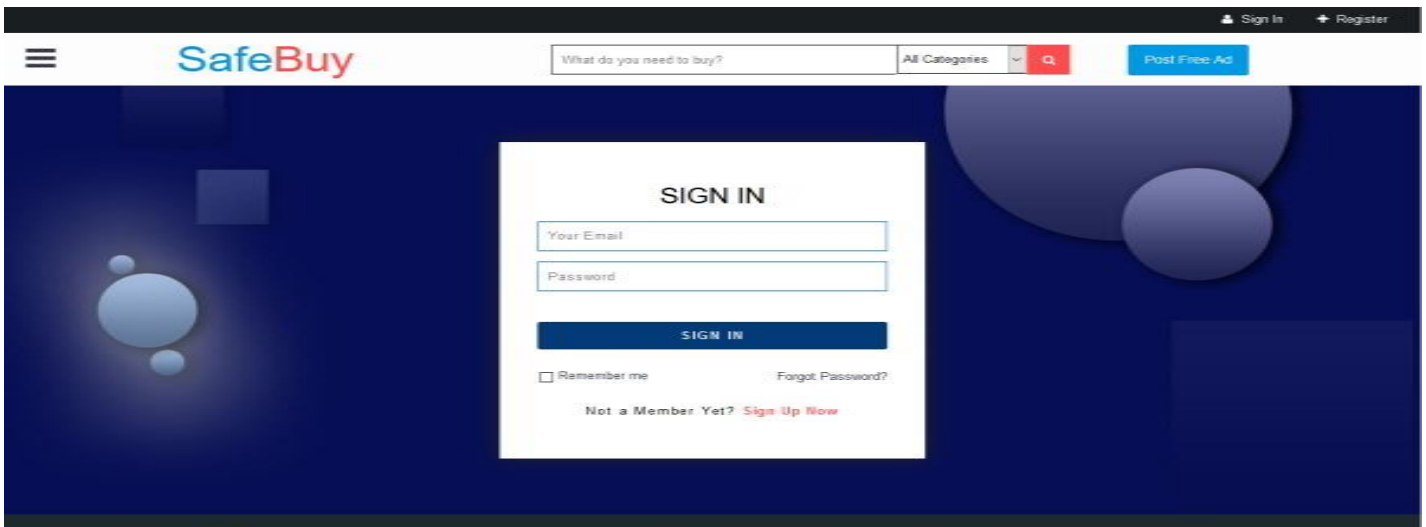 Sign In Register
SafeBuy What do you need to buy? All Categories Post Free Ad
SIGN IN
Your Email
Password
SIGN IN
Remember me Forgot Password?
Not a Member Yet? Sign Up Now